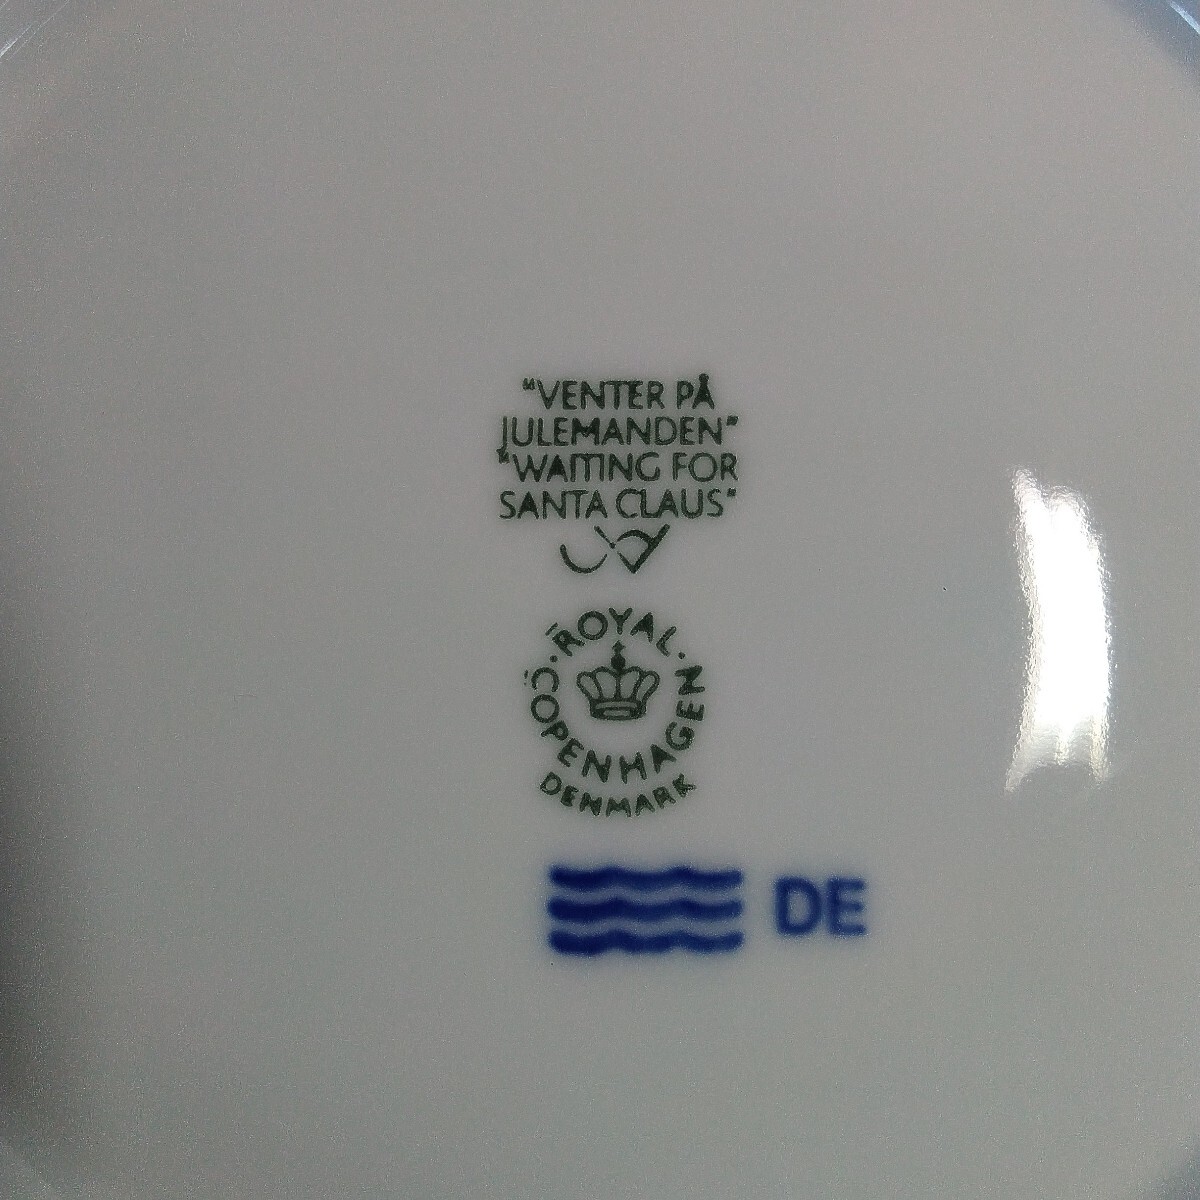 "VENTER PÅ
JULEMANDEN"
"WAITING FOR
SANTA CLAUS"
ROYAL
COPENHAGEN
DENMARK
DE